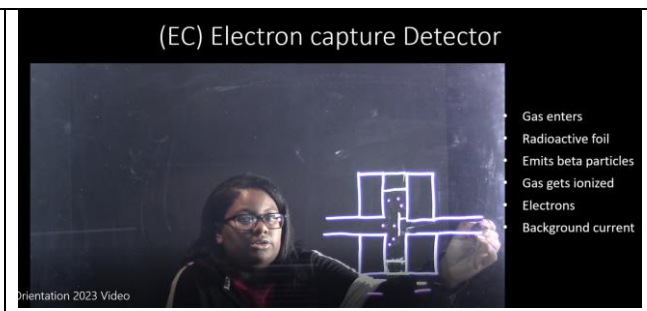 (EC) Electron capture Detector
Gas enters
Radioactive foil
Emits beta particles
Gas gets ionized
Electrons
Background current
Orientation 2023 Video